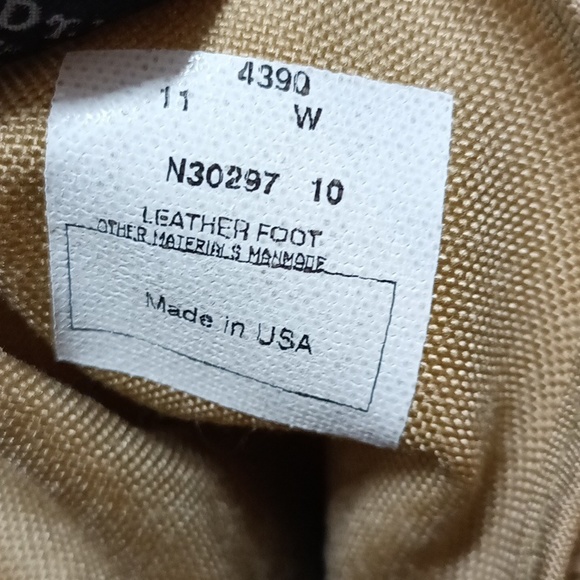 4390
11 W
N30297 10
LEATHER FOOT
OTHER MATERIALS MANMADE
Made in USA